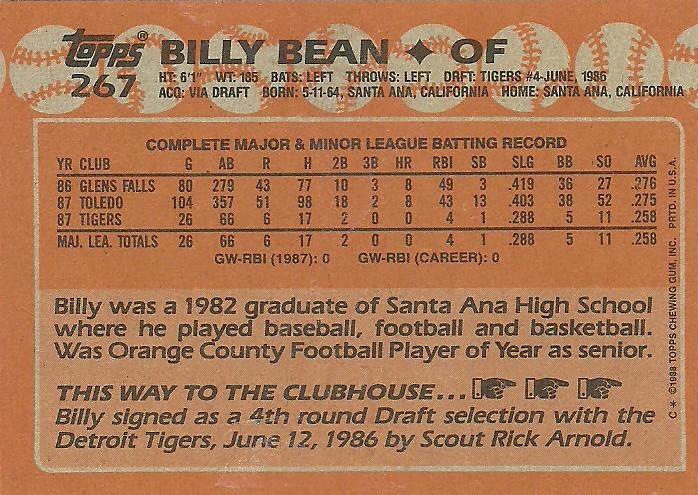 topps® BILLY BEAN ✦ OF
267 HT: 6'1" WT: 185 BATS: LEFT THROWS: LEFT DRFT: TIGERS #4-JUNE, 1986
ACQ: VIA DRAFT BORN: 5-11-64, SANTA ANA, CALIFORNIA HOME: SANTA ANA, CALIFORNIA
COMPLETE MAJOR & MINOR LEAGUE BATTING RECORD
YR CLUB G AB R H 2B 3B HR RBI SB SLG BB SO AVG
86 GLENS FALLS 80 279 43 77 10 3 8 49 3 .419 36 27 .276
87 TOLEDO 104 357 51 98 18 2 8 43 13 .403 38 52 .275
87 TIGERS 26 66 6 17 2 0 0 4 1 .288 5 11 .258
MAJ. LEA. TOTALS 26 66 6 17 2 0 0 4 1 .288 5 11 .258
GW-RBI (1987): 0 GW-RBI (CAREER): 0
Billy was a 1982 graduate of Santa Ana High School
where he played baseball, football and basketball.
Was Orange County Football Player of Year as senior.
THIS WAY TO THE CLUBHOUSE...
Billy signed as a 4th round Draft selection with the
Detroit Tigers, June 12, 1986 by Scout Rick Arnold.
C * ©1988 TOPPS CHEWING GUM, INC. PRTD. IN U.S.A.